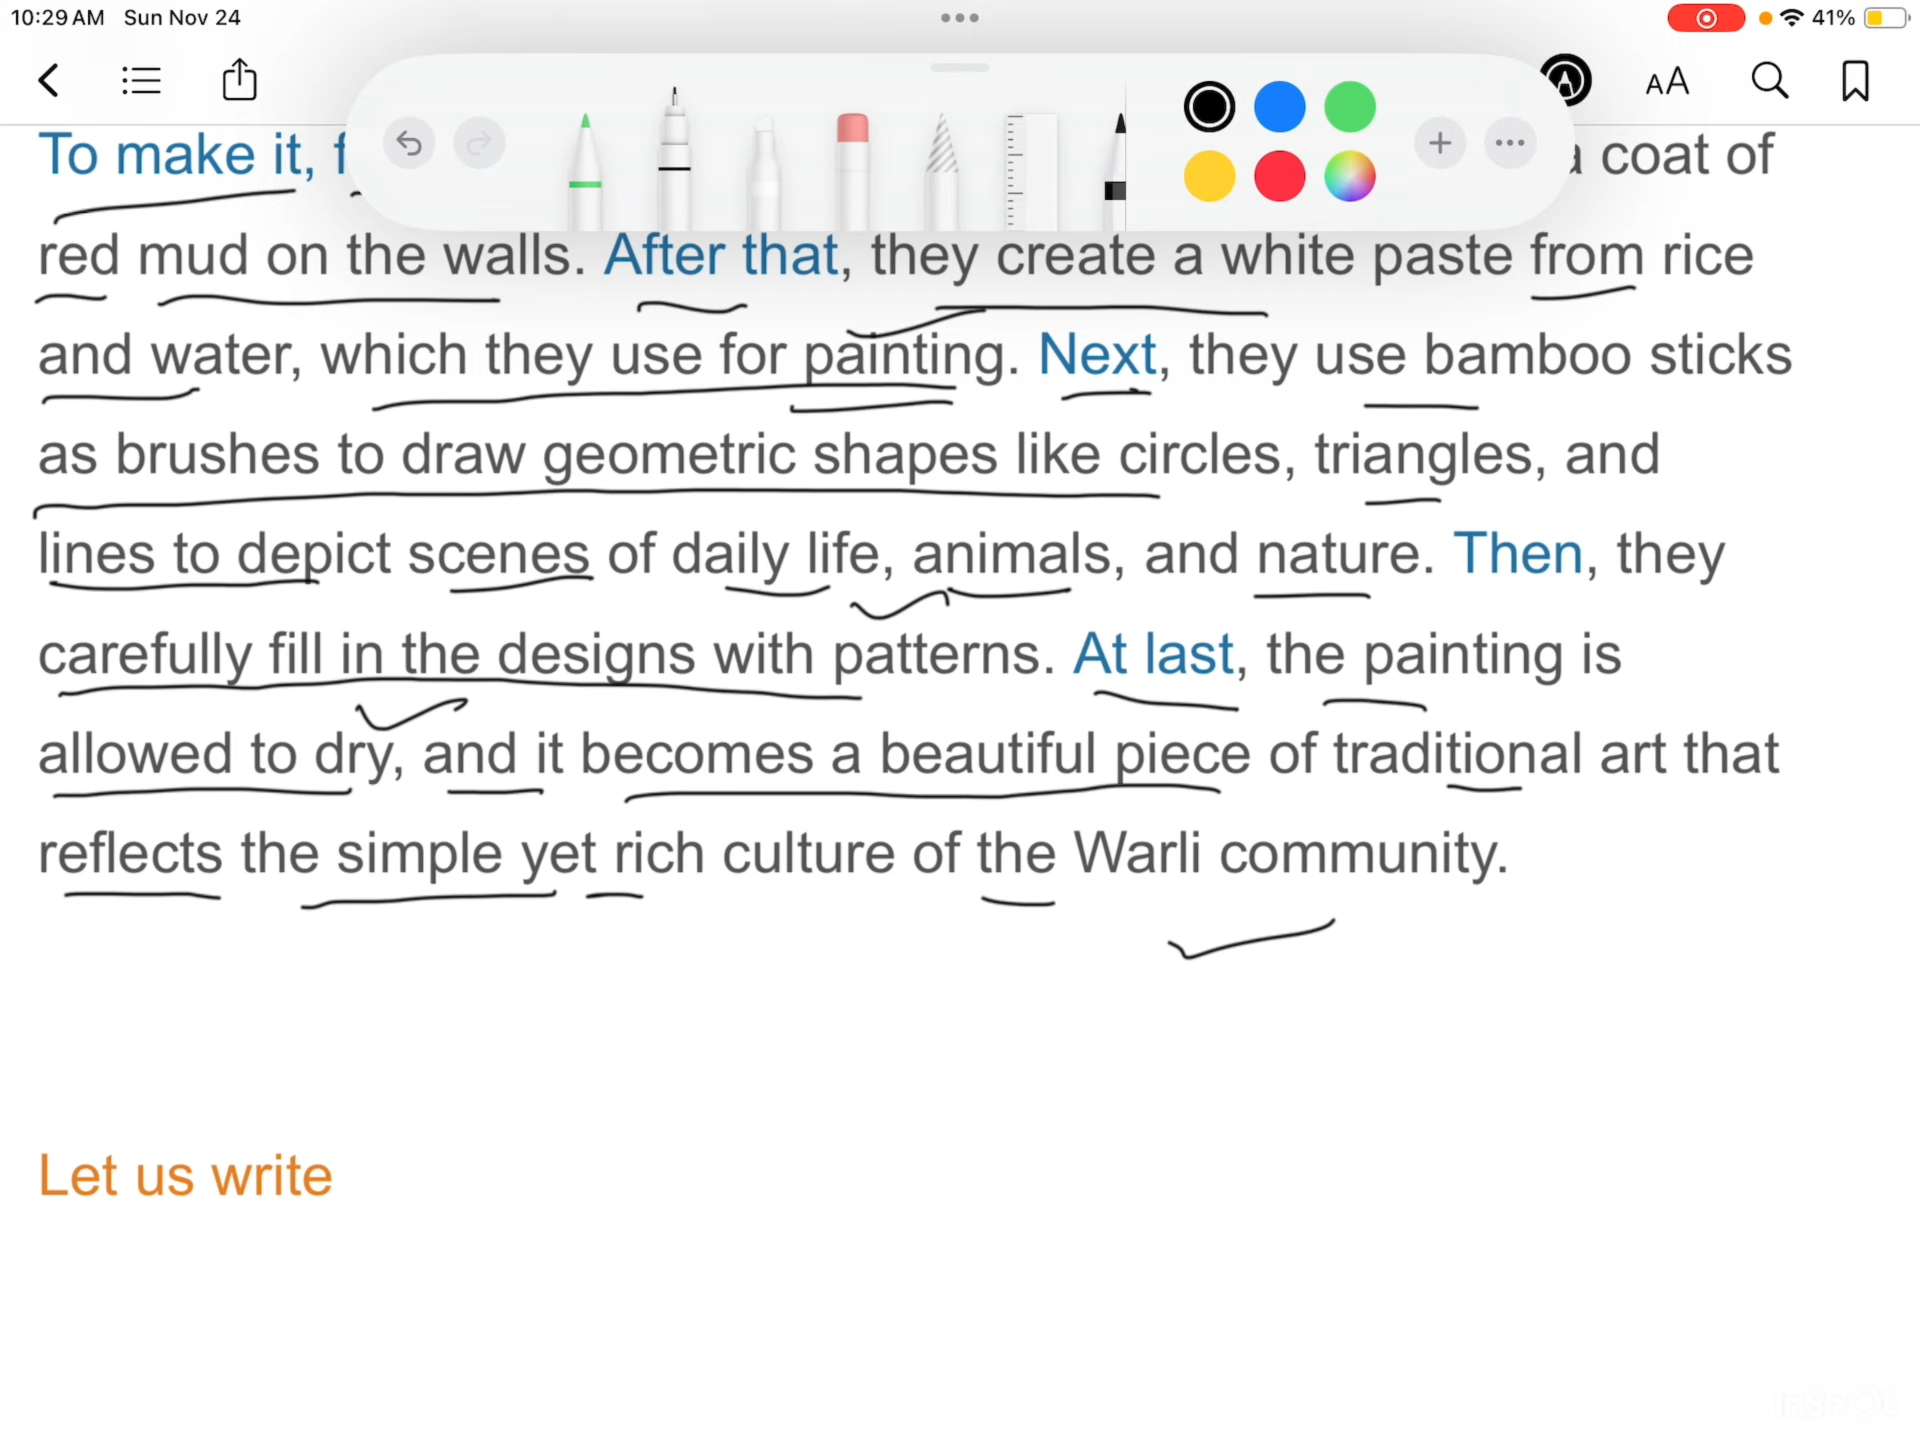 10:29 AM Sun Nov 24
41%
AA
To make it, coat of
red mud on the walls. After that, they create a white paste from rice
and water, which they use for painting. Next, they use bamboo sticks
as brushes to draw geometric shapes like circles, triangles, and
lines to depict scenes of daily life, animals, and nature. Then, they
carefully fill in the designs with patterns. At last, the painting is
allowed to dry, and it becomes a beautiful piece of traditional art that
reflects the simple yet rich culture of the Warli community.
Let us write